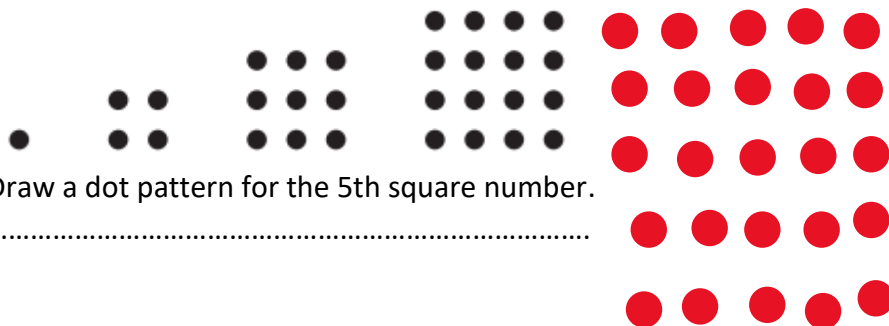 Draw a dot pattern for the 5th square number.
……………………………………………………………………….